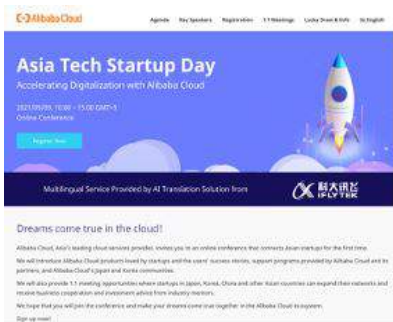 Alibaba Cloud
Agenda Key Speakers Registration 1:1 Meetings Lucky Draw & Info In English
Asia Tech Startup Day
Accelerating Digitalization with Alibaba Cloud
Online Conference
Register Now
Multilingual Service Provided by AI Translation Solution from
科大讯飞
iFLYTEK
Dreams come true in the cloud!
Alibaba Cloud, Asia's leading cloud services provider, invites you to an online conference that connects Asian startups for the first time.
We will introduce Alibaba Cloud products loved by startups and the users' success stories, support programs provided by Alibaba Cloud and its
partners, and Alibaba Cloud's Japan and Korea communities.
We will also provide 1:1 meeting opportunities where startups in Japan, Korea, China and other Asian countries can expand their networks and
receive business cooperation and investment advice from industry mentors.
We hope that you will join the conference and make your dreams come true together in the Alibaba Cloud Ecosystem.
Sign up now!